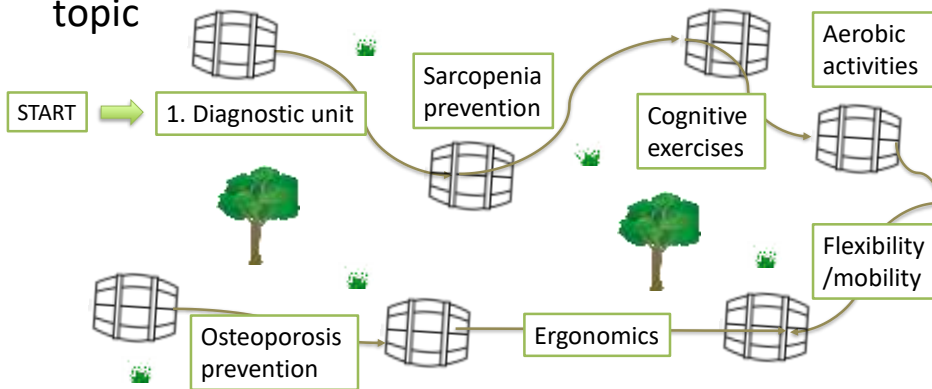 topic
START
1. Diagnostic unit
Sarcopenia
prevention
Cognitive
exercises
Aerobic
activities
Flexibility
/mobility
Ergonomics
Osteoporosis
prevention